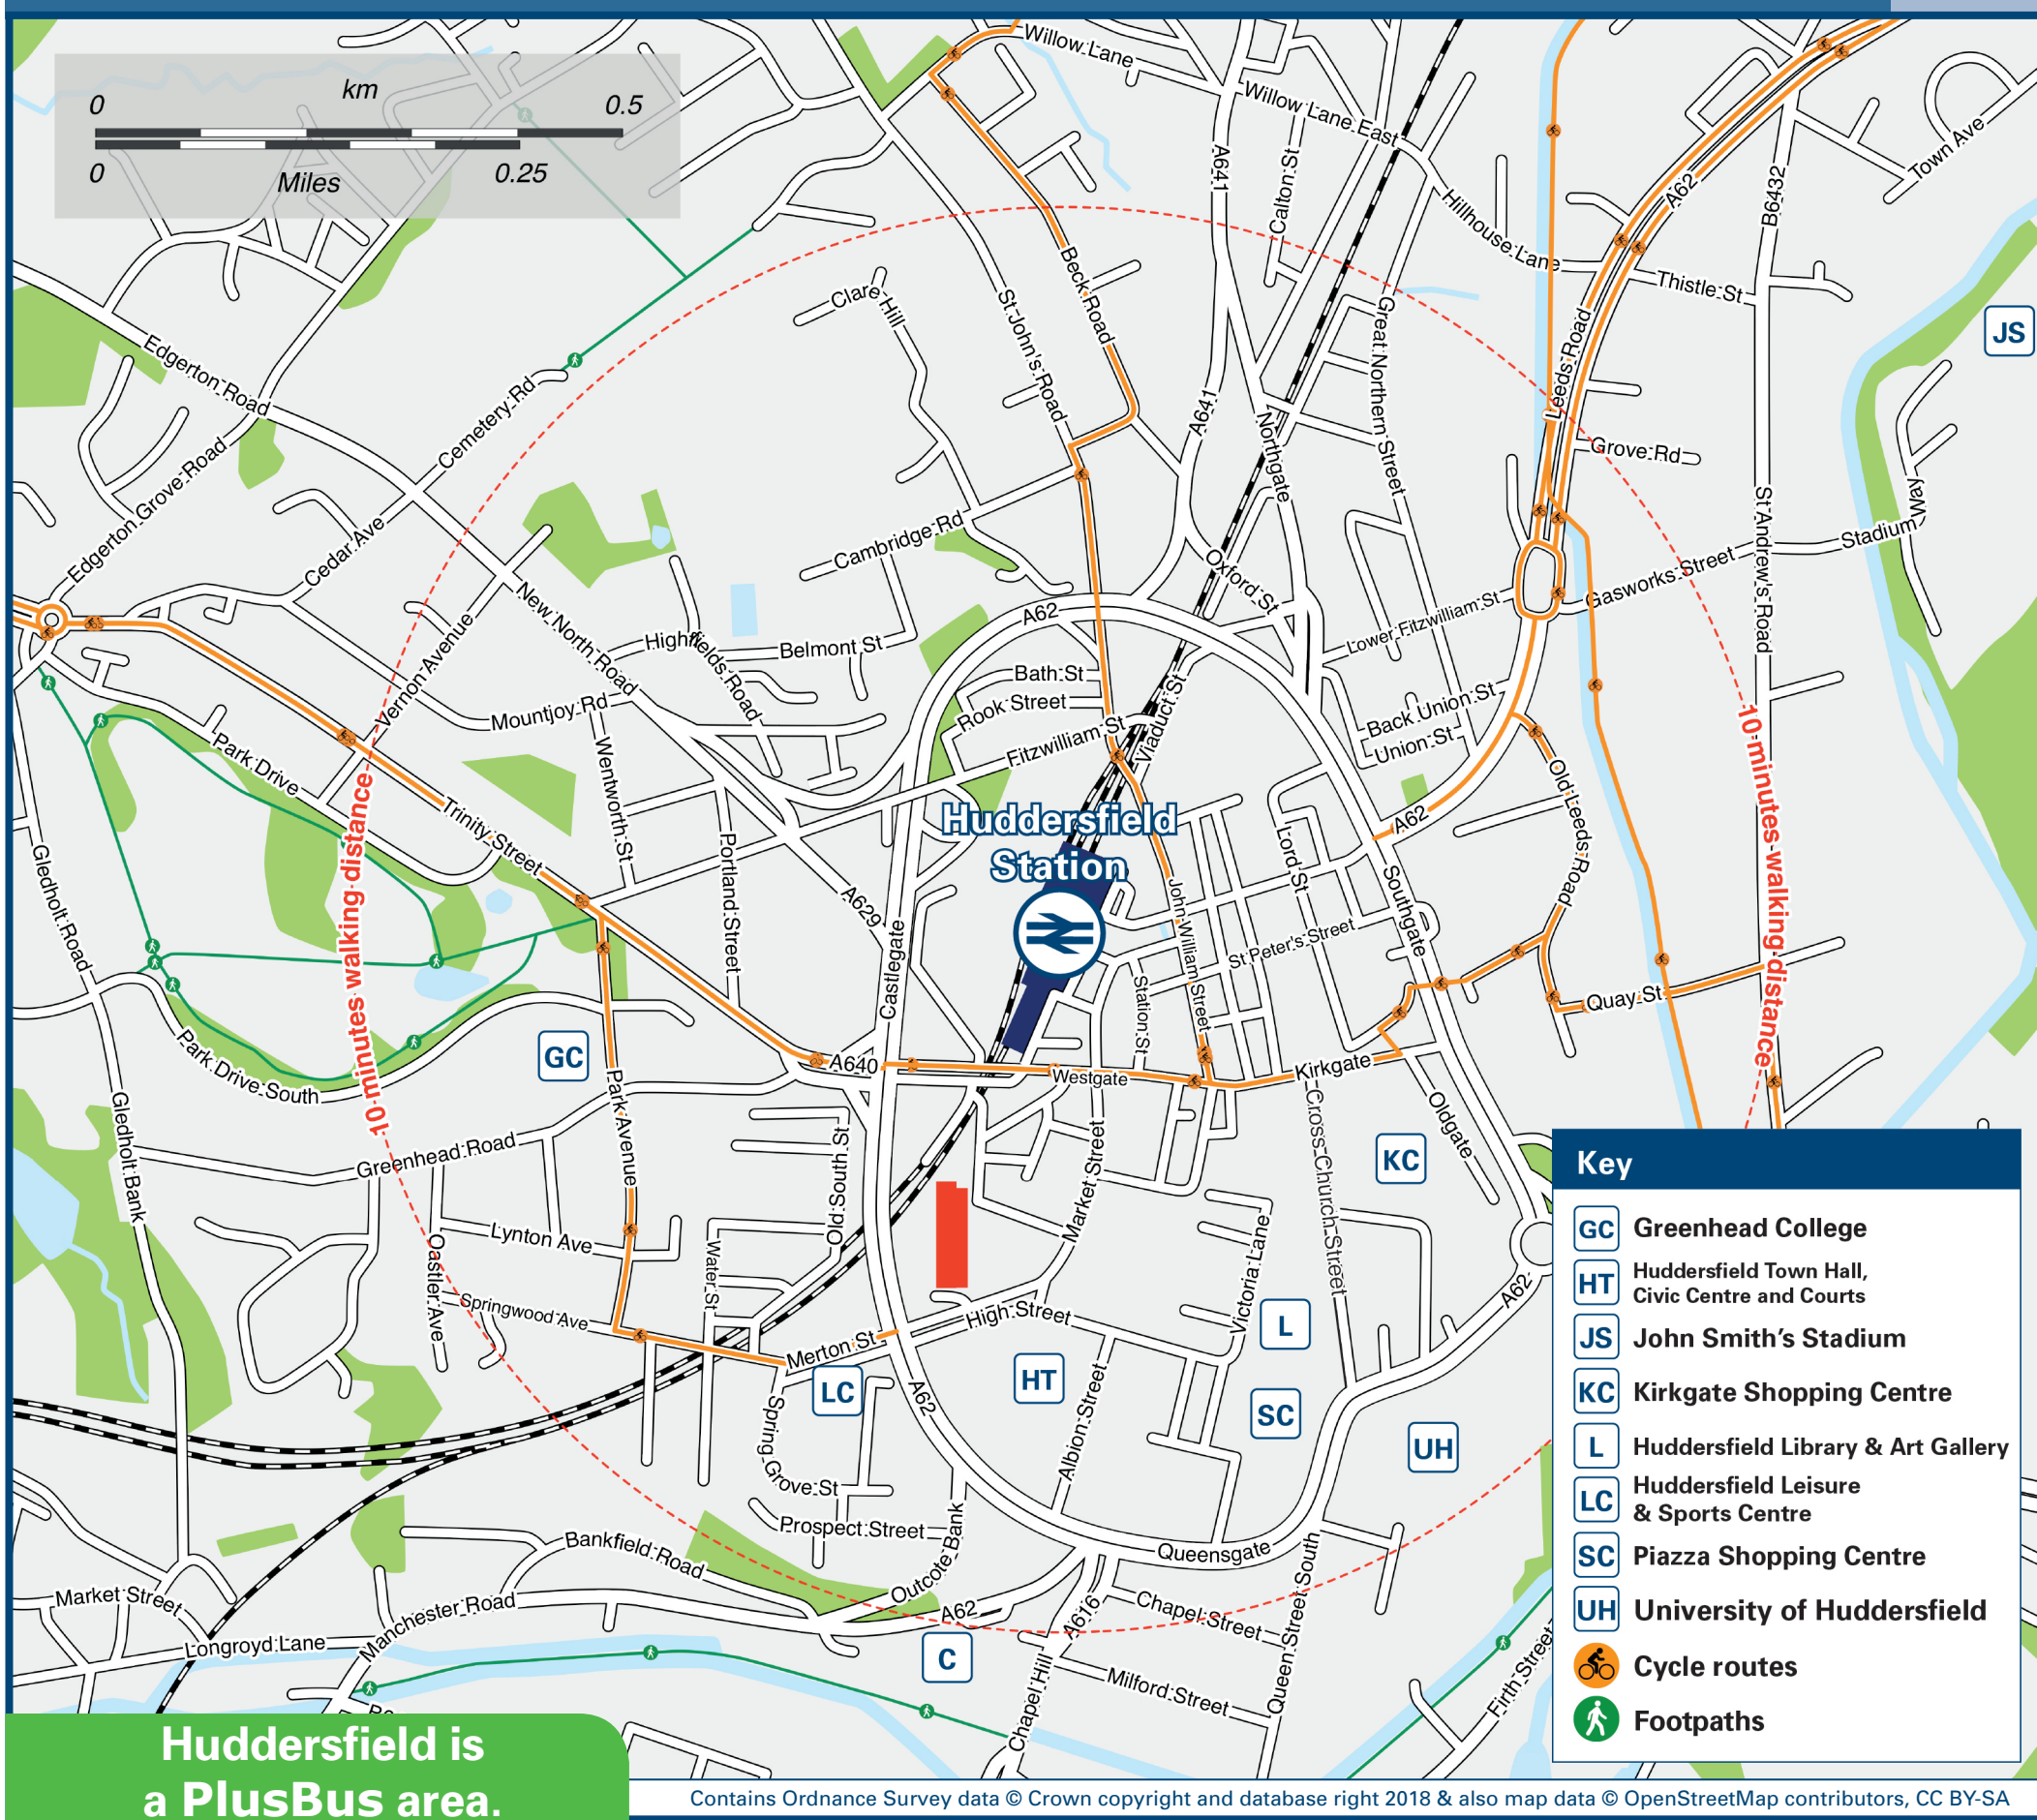 km
0
0.5
0
Miles
0.25
Willow Lane
Willow Lane East
A641
Calton St
Hillhouse Lane
A62
B6432
Town Ave
Thistle St
JS
Beck Road
Clare Hill
St John's Road
Great Northern Street
Leeds Road
Edgerton Road
Cemetery Rd
A641
Northgate
Grove Rd
Edgerton Grove Road
Cedar Ave
Cambridge Rd
St Andrew's Road
Stadium
Way
Oxford St
Gasworks Street
Lower Fitzwilliam St
A62
New North Road
Vernon Avenue
Highfields Road
Belmont St
Bath St
Rook Street
Mountjoy Rd
Fitzwilliam St
Viaduct St
Back Union St
Union St
Park Drive
Wentworth St
10 minutes walking distance
10 minutes walking distance
Trinity Street
Huddersfield
Station
Old Leeds Road
A62
Lord St
Southgate
Gledholt Road
Portland Street
A629
Castlegate
John William Street
St Peter's Street
Station St
Quay St
GC
Park Drive South
A640
Westgate
Kirkgate
Gledholt Bank
Park Avenue
Greenhead Road
Old South St
Market Street
Cross Church Street
Oldgate
KC
Lynton Ave
Oastler Ave
Springwood Ave
Water St
Merton St
High Street
Victoria Lane
L
A62
LC
HT
SC
UH
A62
Albion Street
Spring Grove St
Prospect Street
Outcote Bank
Bankfield Road
Queensgate
Queen Street South
Market Street
Manchester Road
Longroyd Lane
A62
A616
Chapel Street
C
Chapel Hill
Milford Street
Firth Street
Key
GC Greenhead College
HT Huddersfield Town Hall,
Civic Centre and Courts
JS John Smith's Stadium
KC Kirkgate Shopping Centre
L Huddersfield Library & Art Gallery
LC Huddersfield Leisure
& Sports Centre
SC Piazza Shopping Centre
UH University of Huddersfield
Cycle routes
Footpaths
Huddersfield is
a PlusBus area.
Contains Ordnance Survey data © Crown copyright and database right 2018 & also map data © OpenStreetMap contributors, CC BY-SA